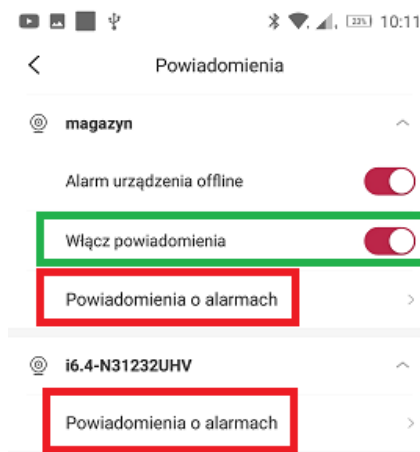 22% 10:11
Powiadomienia
magazyn
Alarm urządzenia offline
Włącz powiadomienia
Powiadomienia o alarmach
i6.4-N31232UHV
Powiadomienia o alarmach